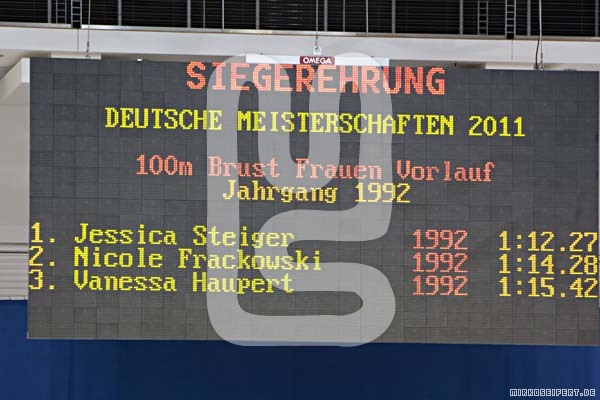 OMEGA
SIEGEREHRUNG
DEUTSCHE MEISTERSCHAFTEN 2011
100m Brust Frauen Vorlauf
Jahrgang 1992
1. Jessica Steiger 1992 1:12.27
2. Nicole Frackowski 1992 1:14.28
3. Vanessa Haupert 1992 1:15.42
MIRKOSEIFERT.DE